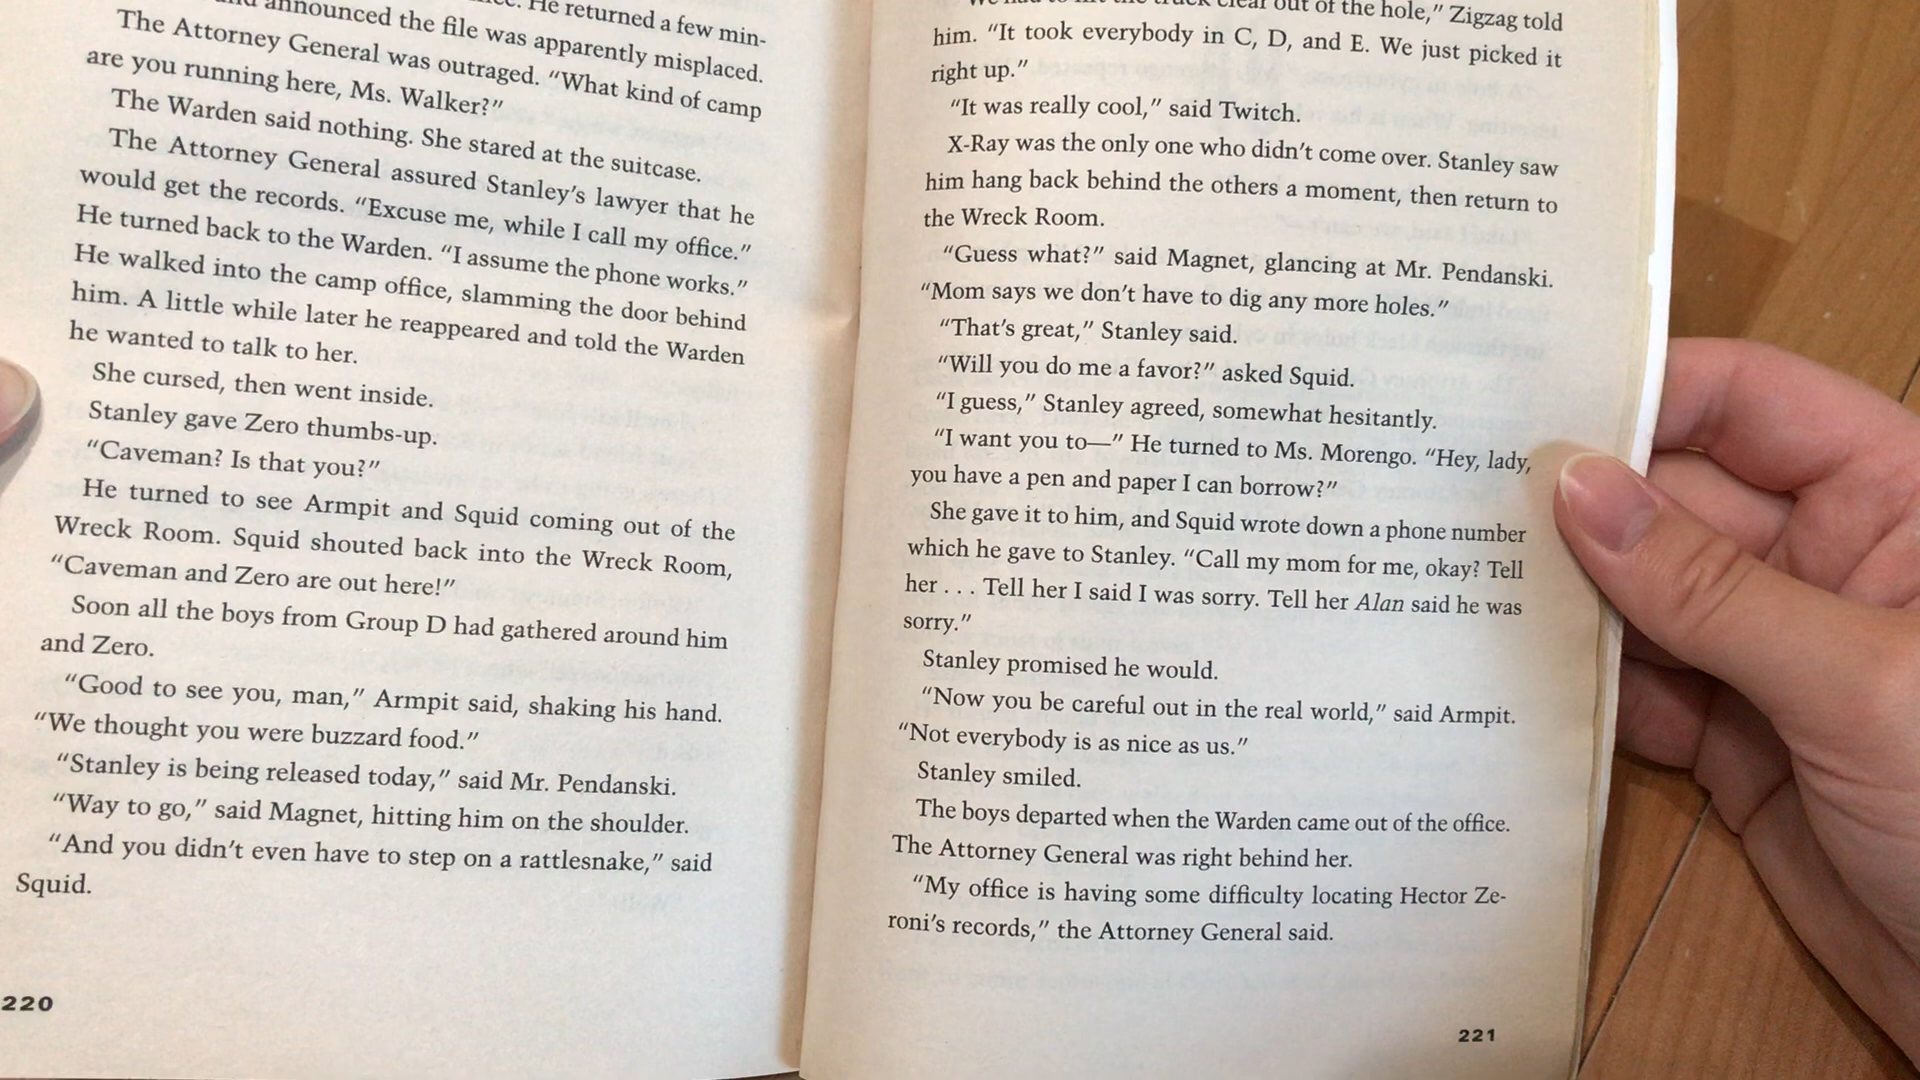 announced the file was apparently misplaced.
He returned a few min-
The Attorney General was outraged. “What kind of camp
are you running here, Ms. Walker?”
The Warden said nothing. She stared at the suitcase.
The Attorney General assured Stanley’s lawyer that he
would get the records. “Excuse me, while I call my office.”
He turned back to the Warden. “I assume the phone works.”
He walked into the camp office, slamming the door behind
him. A little while later he reappeared and told the Warden
he wanted to talk to her.
She cursed, then went inside.
Stanley gave Zero thumbs-up.
“Caveman? Is that you?”
He turned to see Armpit and Squid coming out of the
Wreck Room. Squid shouted back into the Wreck Room,
“Caveman and Zero are out here!”
Soon all the boys from Group D had gathered around him
and Zero.
“Good to see you, man,” Armpit said, shaking his hand.
“We thought you were buzzard food.”
“Stanley is being released today,” said Mr. Pendanski.
“Way to go,” said Magnet, hitting him on the shoulder.
“And you didn’t even have to step on a rattlesnake,” said
Squid.
220
clear out of the hole,” Zigzag told
him. “It took everybody in C, D, and E. We just picked it
right up.”
“It was really cool,” said Twitch.
X-Ray was the only one who didn’t come over. Stanley saw
him hang back behind the others a moment, then return to
the Wreck Room.
“Guess what?” said Magnet, glancing at Mr. Pendanski.
“Mom says we don’t have to dig any more holes.”
“That’s great,” Stanley said.
“Will you do me a favor?” asked Squid.
“I guess,” Stanley agreed, somewhat hesitantly.
“I want you to—” He turned to Ms. Morengo. “Hey, lady,
you have a pen and paper I can borrow?”
She gave it to him, and Squid wrote down a phone number
which he gave to Stanley. “Call my mom for me, okay? Tell
her . . . Tell her I said I was sorry. Tell her Alan said he was
sorry.”
Stanley promised he would.
“Now you be careful out in the real world,” said Armpit.
“Not everybody is as nice as us.”
Stanley smiled.
The boys departed when the Warden came out of the office.
The Attorney General was right behind her.
“My office is having some difficulty locating Hector Ze-
roni’s records,” the Attorney General said.
221